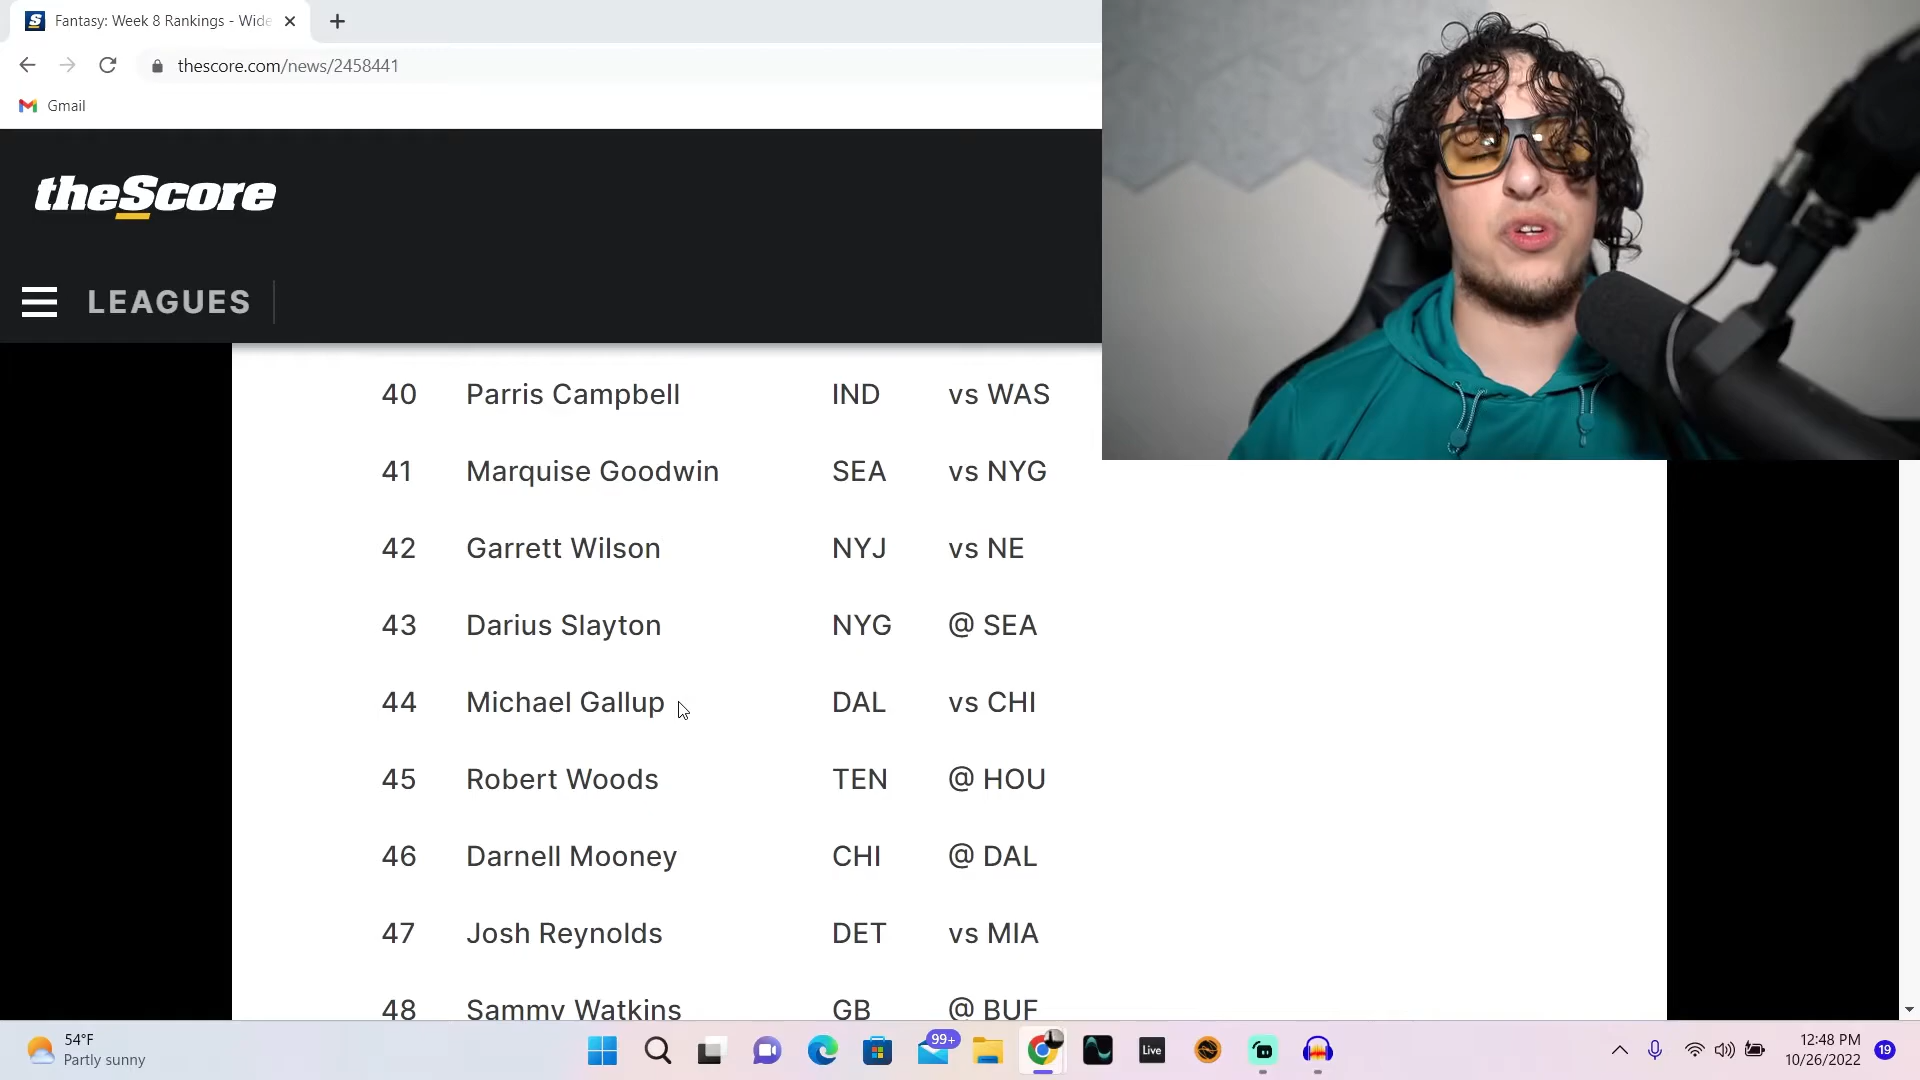 Fantasy: Week 8 Rankings - Wide
thescore.com/news/2458441
Gmail
theScore
LEAGUES
40 Parris Campbell IND vs WAS
41 Marquise Goodwin SEA vs NYG
42 Garrett Wilson NYJ vs NE
43 Darius Slayton NYG @ SEA
44 Michael Gallup DAL vs CHI
45 Robert Woods TEN @ HOU
46 Darnell Mooney CHI @ DAL
47 Josh Reynolds DET vs MIA
48 Sammy Watkins GB @ BUF
54°F
Partly sunny
99+
Live
12:48 PM
10/26/2022
19